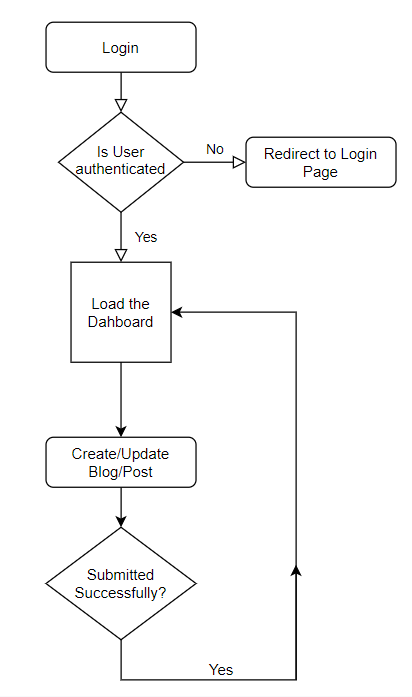 Login
Is User
authenticated
No
Redirect to Login
Page
Yes
Load the
Dahboard
Create/Update
Blog/Post
Submitted
Successfully?
Yes